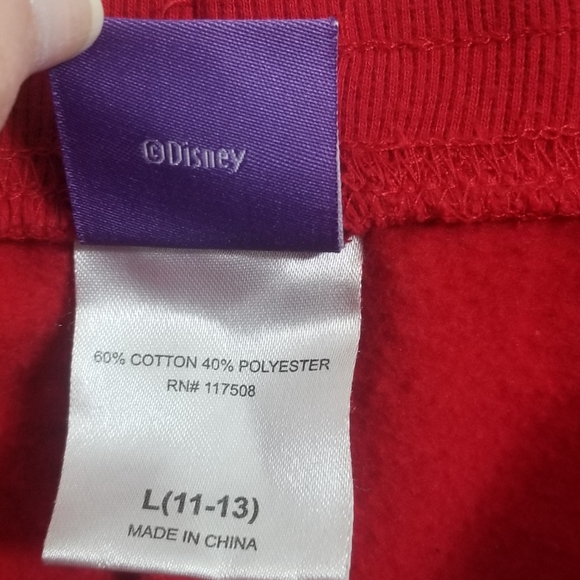 ©Disney
60% COTTON 40% POLYESTER
RN# 117508
L(11-13)
MADE IN CHINA